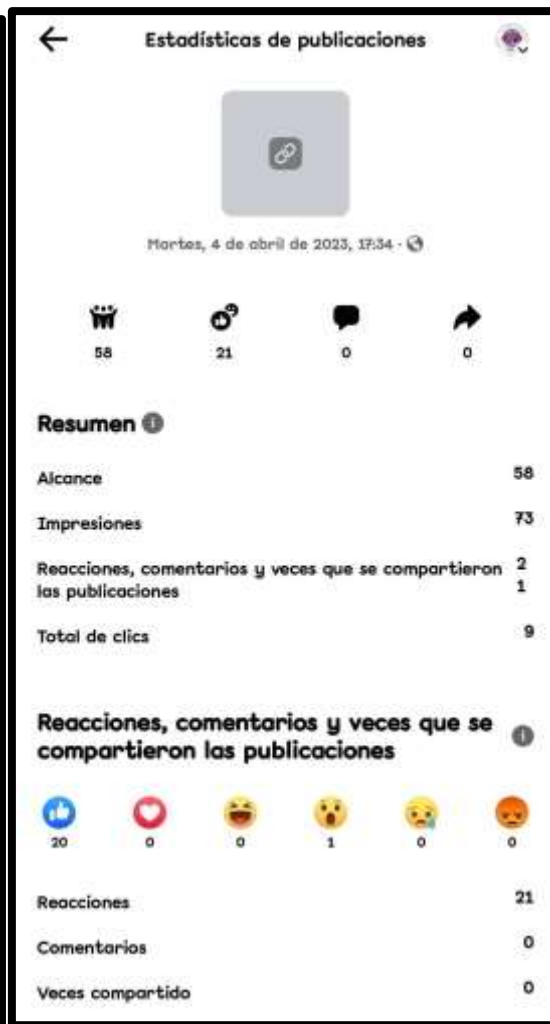 Estadísticas de publicaciones
Martes, 4 de abril de 2023, 17:34 ·
58 21 0 0
Resumen
Alcance 58
Impresiones 73
Reacciones, comentarios y veces que se compartieron 2
las publicaciones 1
Total de clics 9
Reacciones, comentarios y veces que se
compartieron las publicaciones
20 0 0 1 0 0
Reacciones 21
Comentarios 0
Veces compartido 0